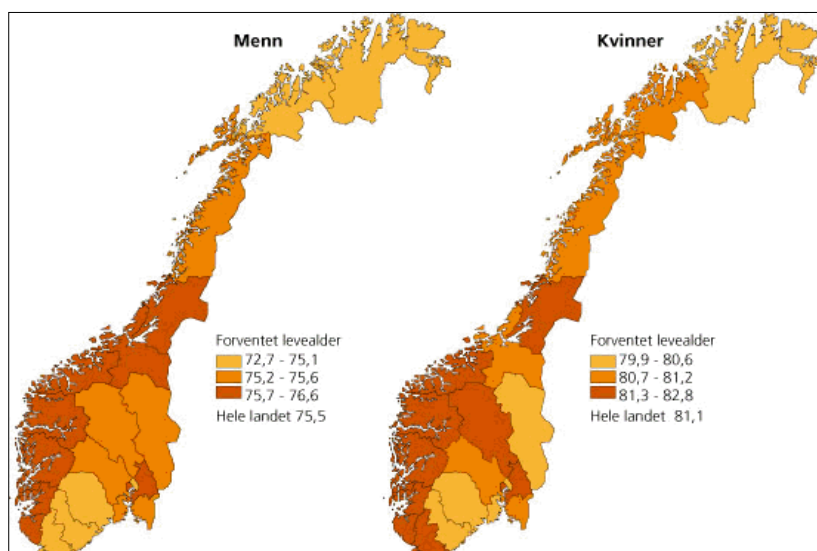 Menn
Kvinner
Forventet levealder
72,7 - 75,1
75,2 - 75,6
75,7 - 76,6
Hele landet 75,5
Forventet levealder
79,9 - 80,6
80,7 - 81,2
81,3 - 82,8
Hele landet 81,1